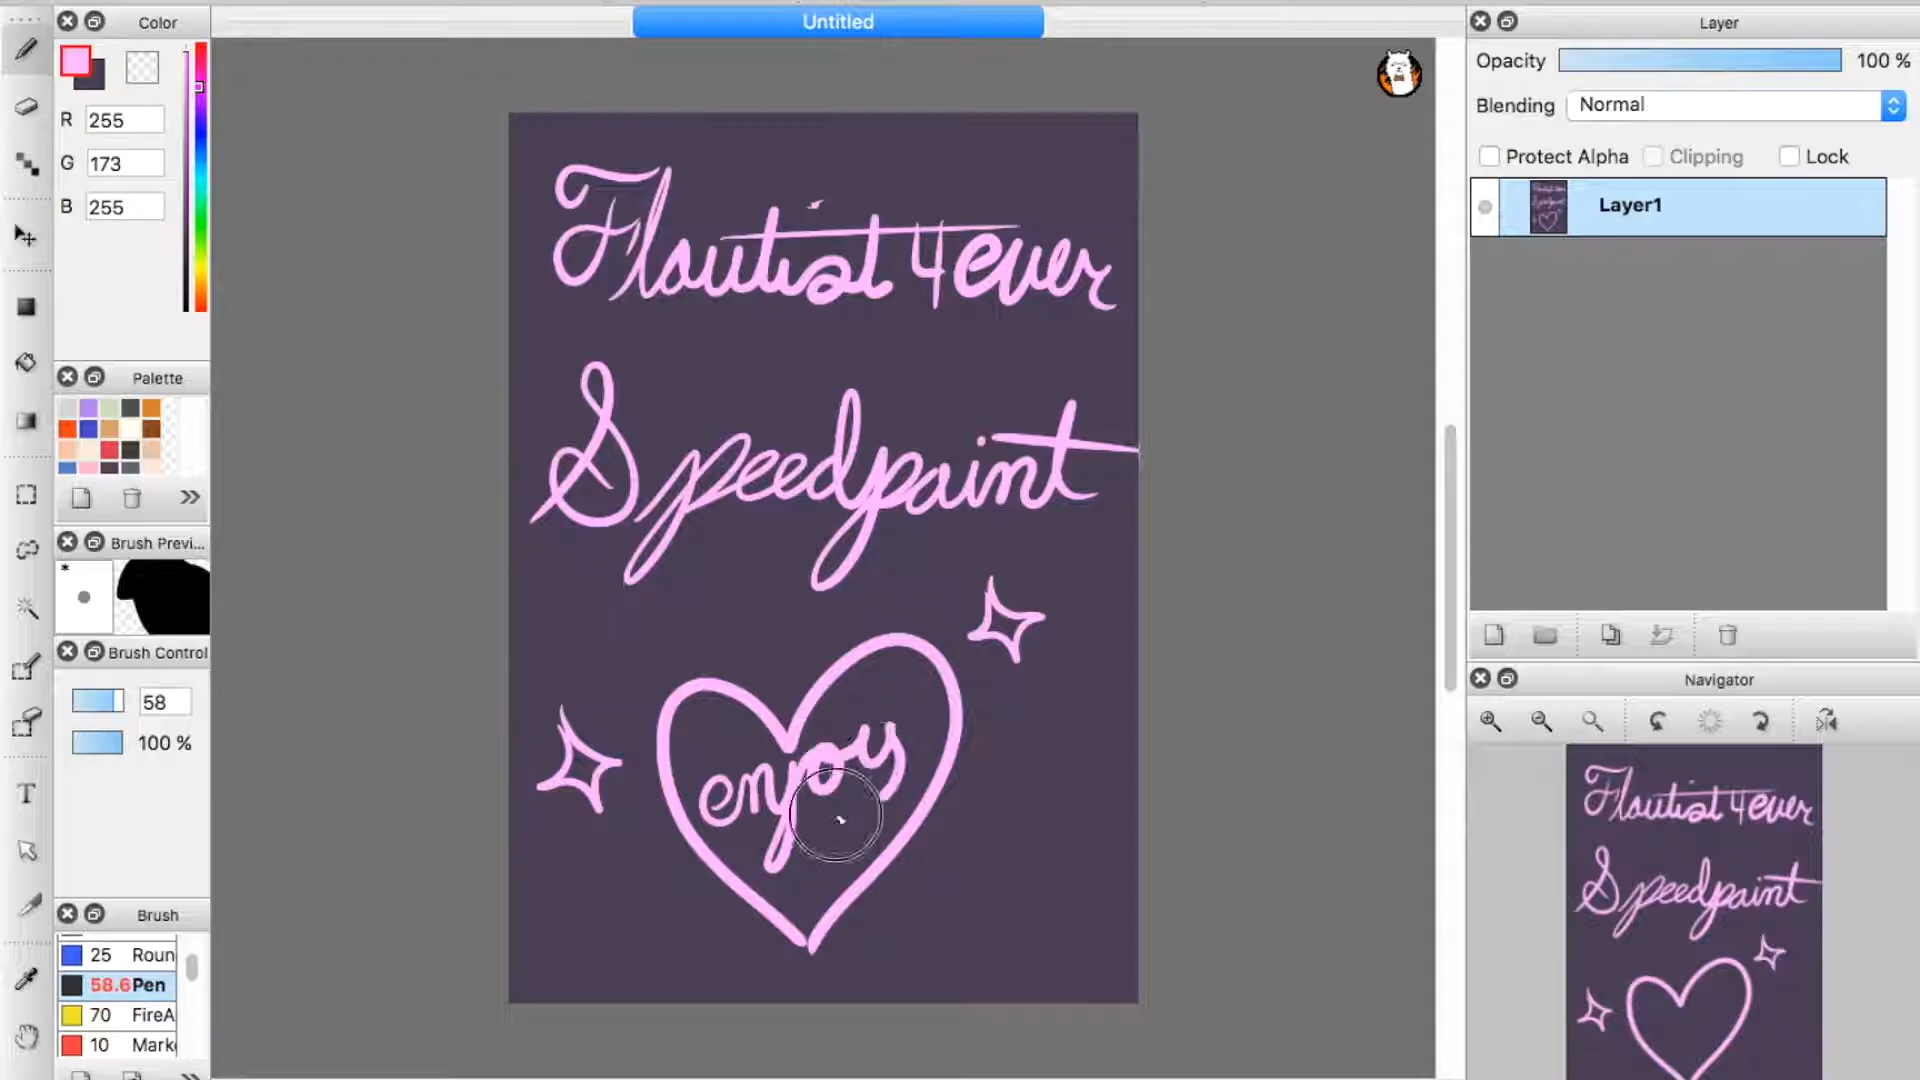 Color
Untitled
Layer
Opacity 100 %
R 255
Blending Normal
G 173
Protect Alpha Clipping Lock
B 255
Layer1
Flautist 4ever
Palette
Speedpaint
Brush Previ...
*
Brush Control
58
100 %
enjoy
Navigator
T
Brush
25 Roun
58.6 Pen
70 FireA
10 Mark
Flautist 4ever
Speedpaint